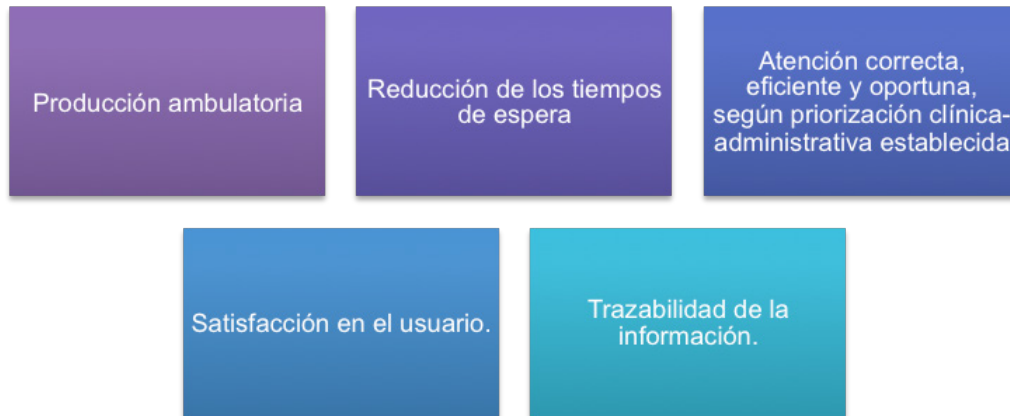 Producción ambulatoria
Reducción de los tiempos
de espera
Atención correcta,
eficiente y oportuna,
según priorización clínica-
administrativa establecida
Satisfacción en el usuario.
Trazabilidad de la
información.